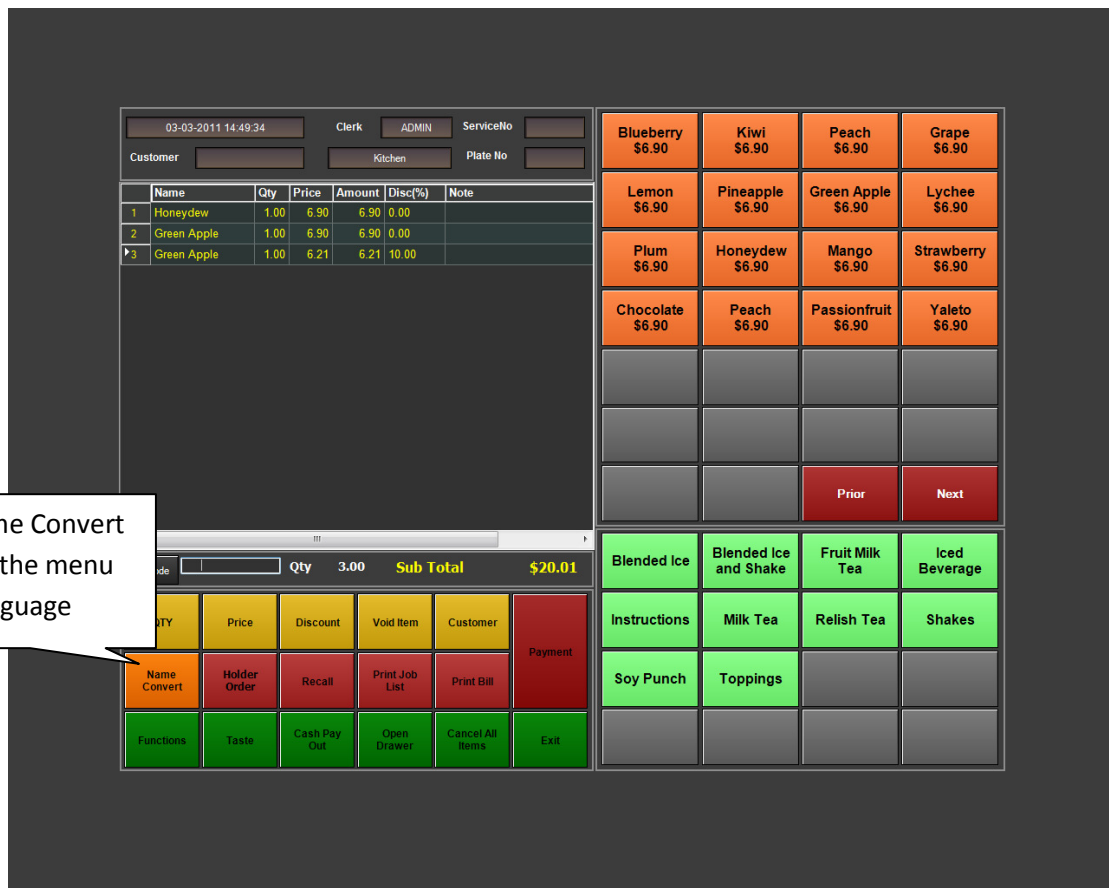 03-03-2011 14:49:34 Clerk ADMIN ServiceNo
Customer Kitchen Plate No
Name Qty Price Amount Disc(%) Note
1 Honeydew 1.00 6.90 6.90 0.00
2 Green Apple 1.00 6.90 6.90 0.00
3 Green Apple 1.00 6.21 6.21 10.00
Convert
the menu
Qty 3.00 Sub Total $20.01
Price Discount Void Item Customer
Payment
Name
Convert
Holder
Order
Recall
Print Job
List
Print Bill
Functions
Taste
Cash Pay
Out
Open
Drawer
Cancel All
Items
Exit
Blueberry
$6.90
Kiwi
$6.90
Peach
$6.90
Grape
$6.90
Lemon
$6.90
Pineapple
$6.90
Green Apple
$6.90
Lychee
$6.90
Plum
$6.90
Honeydew
$6.90
Mango
$6.90
Strawberry
$6.90
Chocolate
$6.90
Peach
$6.90
Passionfruit
$6.90
Yaleto
$6.90
Prior
Next
Blended Ice
Blended Ice
and Shake
Fruit Milk
Tea
Iced
Beverage
Instructions
Milk Tea
Relish Tea
Shakes
Soy Punch
Toppings